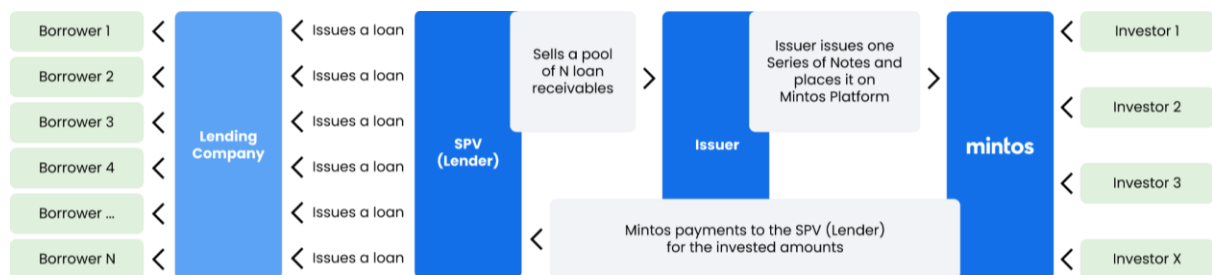 Borrower 1
Borrower 2
Borrower 3
Borrower 4
Borrower ...
Borrower N
Lending
Company
Issues a loan
Issues a loan
Issues a loan
Issues a loan
Issues a loan
Issues a loan
SPV
(Lender)
Sells a pool
of N loan
receivables
Issuer
Issuer issues one
Series of Notes and
places it on
Mintos Platform
Mintos payments to the SPV (Lender)
for the invested amounts
mintos
Investor 1
Investor 2
Investor 3
Investor X